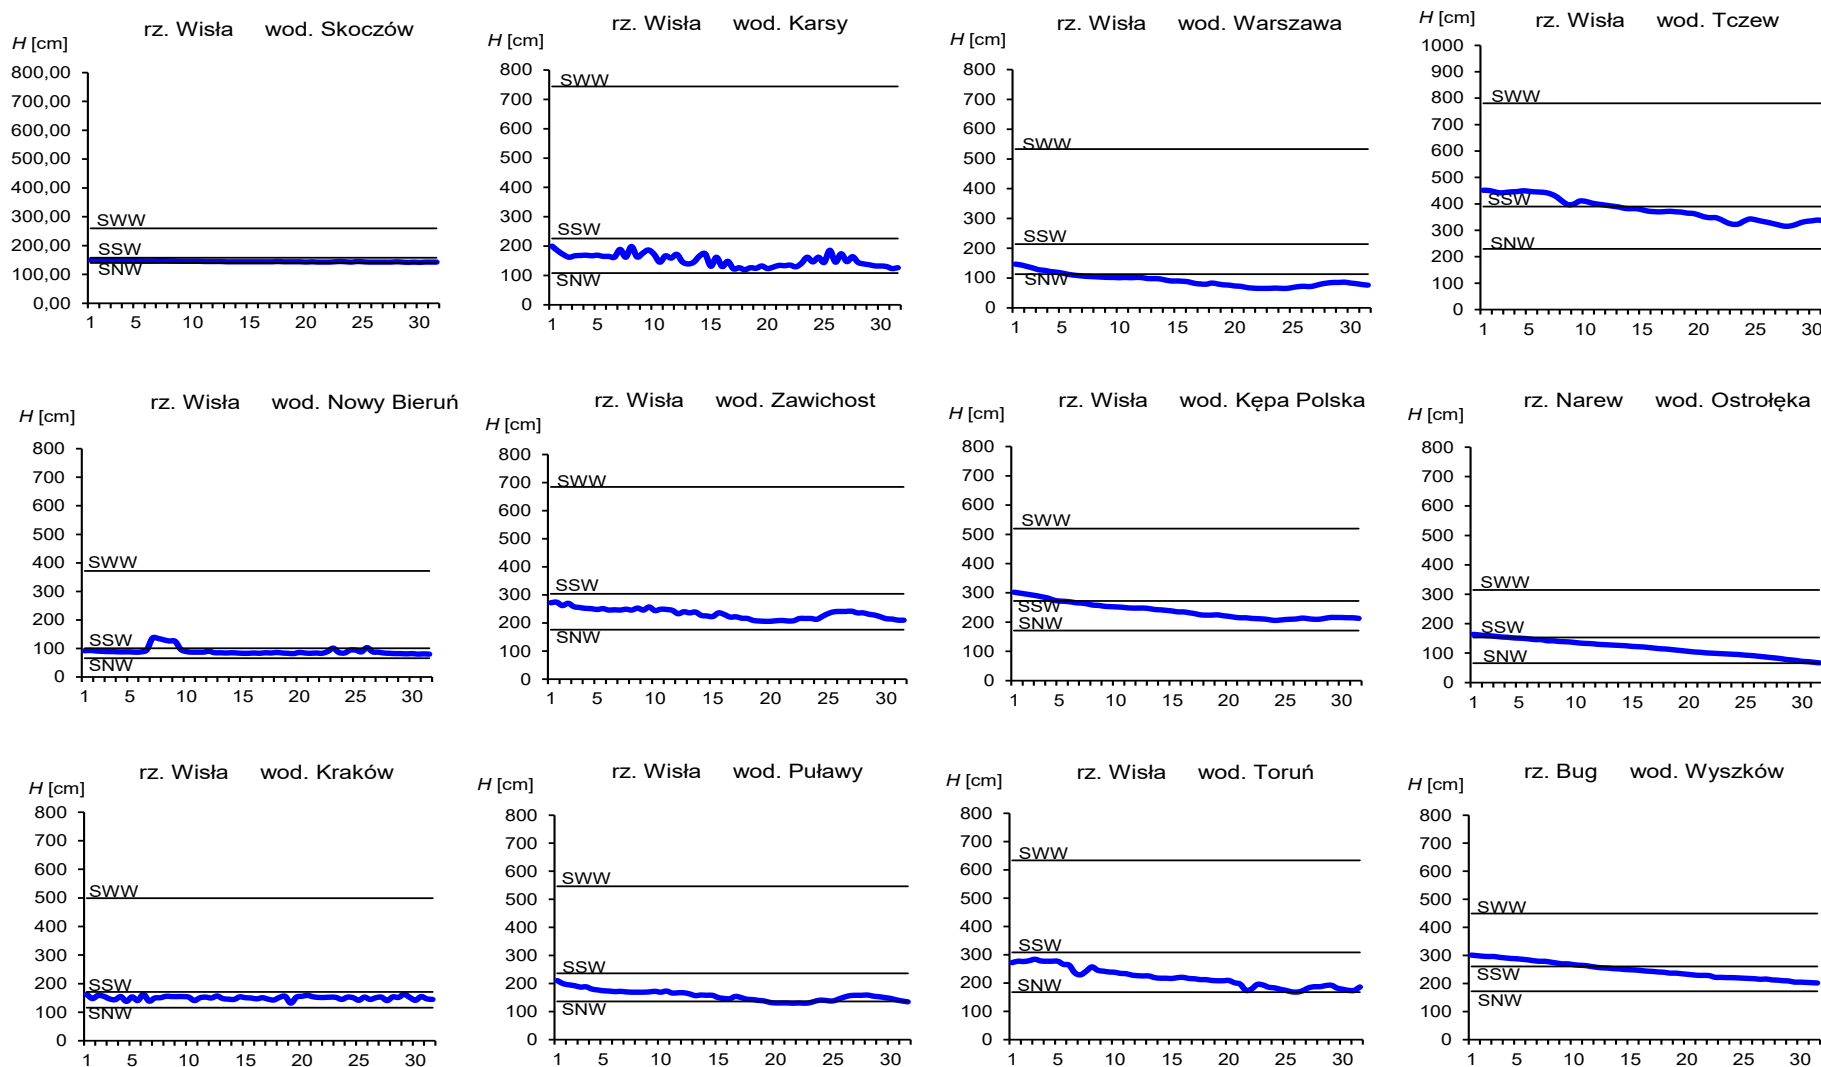 rz. Wisła wod. Skoczów
H [cm]
800,00
700,00
600,00
500,00
400,00
300,00
200,00
100,00
0,00
SWW
SSW
SNW
1 5 10 15 20 25 30
rz. Wisła wod. Karsy
H [cm]
800
700
600
500
400
300
200
100
0
SWW
SSW
SNW
1 5 10 15 20 25 30
rz. Wisła wod. Warszawa
H [cm]
800
700
600
500
400
300
200
100
0
SWW
SSW
SNW
1 5 10 15 20 25 30
rz. Wisła wod. Tczew
H [cm]
1000
900
800
700
600
500
400
300
200
100
0
SWW
SSW
SNW
1 5 10 15 20 25 30
rz. Wisła wod. Nowy Bieruń
H [cm]
800
700
600
500
400
300
200
100
0
SWW
SSW
SNW
1 5 10 15 20 25 30
rz. Wisła wod. Zawichost
H [cm]
800
700
600
500
400
300
200
100
0
SWW
SSW
SNW
1 5 10 15 20 25 30
rz. Wisła wod. Kępa Polska
H [cm]
800
700
600
500
400
300
200
100
0
SWW
SSW
SNW
1 5 10 15 20 25 30
rz. Narew wod. Ostrołęka
H [cm]
800
700
600
500
400
300
200
100
0
SWW
SSW
SNW
1 5 10 15 20 25 30
rz. Wisła wod. Kraków
H [cm]
800
700
600
500
400
300
200
100
0
SWW
SSW
SNW
1 5 10 15 20 25 30
rz. Wisła wod. Puławy
H [cm]
800
700
600
500
400
300
200
100
0
SWW
SSW
SNW
1 5 10 15 20 25 30
rz. Wisła wod. Toruń
H [cm]
800
700
600
500
400
300
200
100
0
SWW
SSW
SNW
1 5 10 15 20 25 30
rz. Bug wod. Wyszków
H [cm]
800
700
600
500
400
300
200
100
0
SWW
SSW
SNW
1 5 10 15 20 25 30